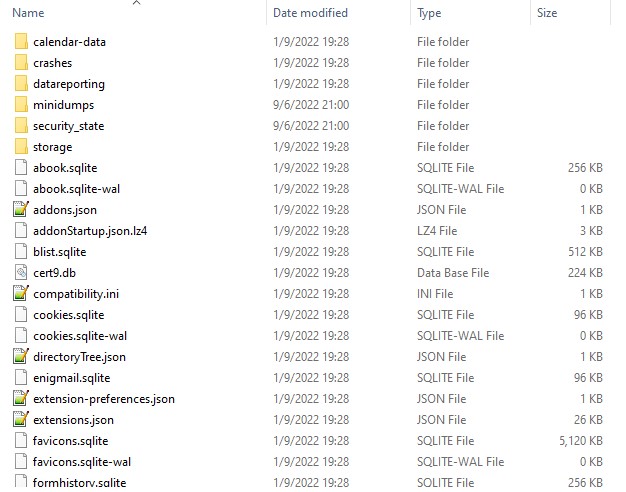 Name Date modified Type Size
calendar-data 1/9/2022 19:28 File folder
crashes 1/9/2022 19:28 File folder
datareporting 1/9/2022 19:28 File folder
minidumps 9/6/2022 21:00 File folder
security_state 9/6/2022 21:00 File folder
storage 1/9/2022 19:28 File folder
abook.sqlite 1/9/2022 19:28 SQLITE File 256 KB
abook.sqlite-wal 1/9/2022 19:28 SQLITE-WAL File 0 KB
addons.json 1/9/2022 19:28 JSON File 1 KB
addonStartup.json.lz4 1/9/2022 19:28 LZ4 File 3 KB
blist.sqlite 1/9/2022 19:28 SQLITE File 512 KB
cert9.db 1/9/2022 19:28 Data Base File 224 KB
compatibility.ini 1/9/2022 19:28 INI File 1 KB
cookies.sqlite 1/9/2022 19:28 SQLITE File 96 KB
cookies.sqlite-wal 1/9/2022 19:28 SQLITE-WAL File 0 KB
directoryTree.json 1/9/2022 19:28 JSON File 1 KB
enigmail.sqlite 1/9/2022 19:28 SQLITE File 96 KB
extension-preferences.json 1/9/2022 19:28 JSON File 1 KB
extensions.json 1/9/2022 19:28 JSON File 26 KB
favicons.sqlite 1/9/2022 19:28 SQLITE File 5,120 KB
favicons.sqlite-wal 1/9/2022 19:28 SQLITE-WAL File 0 KB
formhistory.sqlite 1/9/2022 19:28 SQLITE File 256 KB